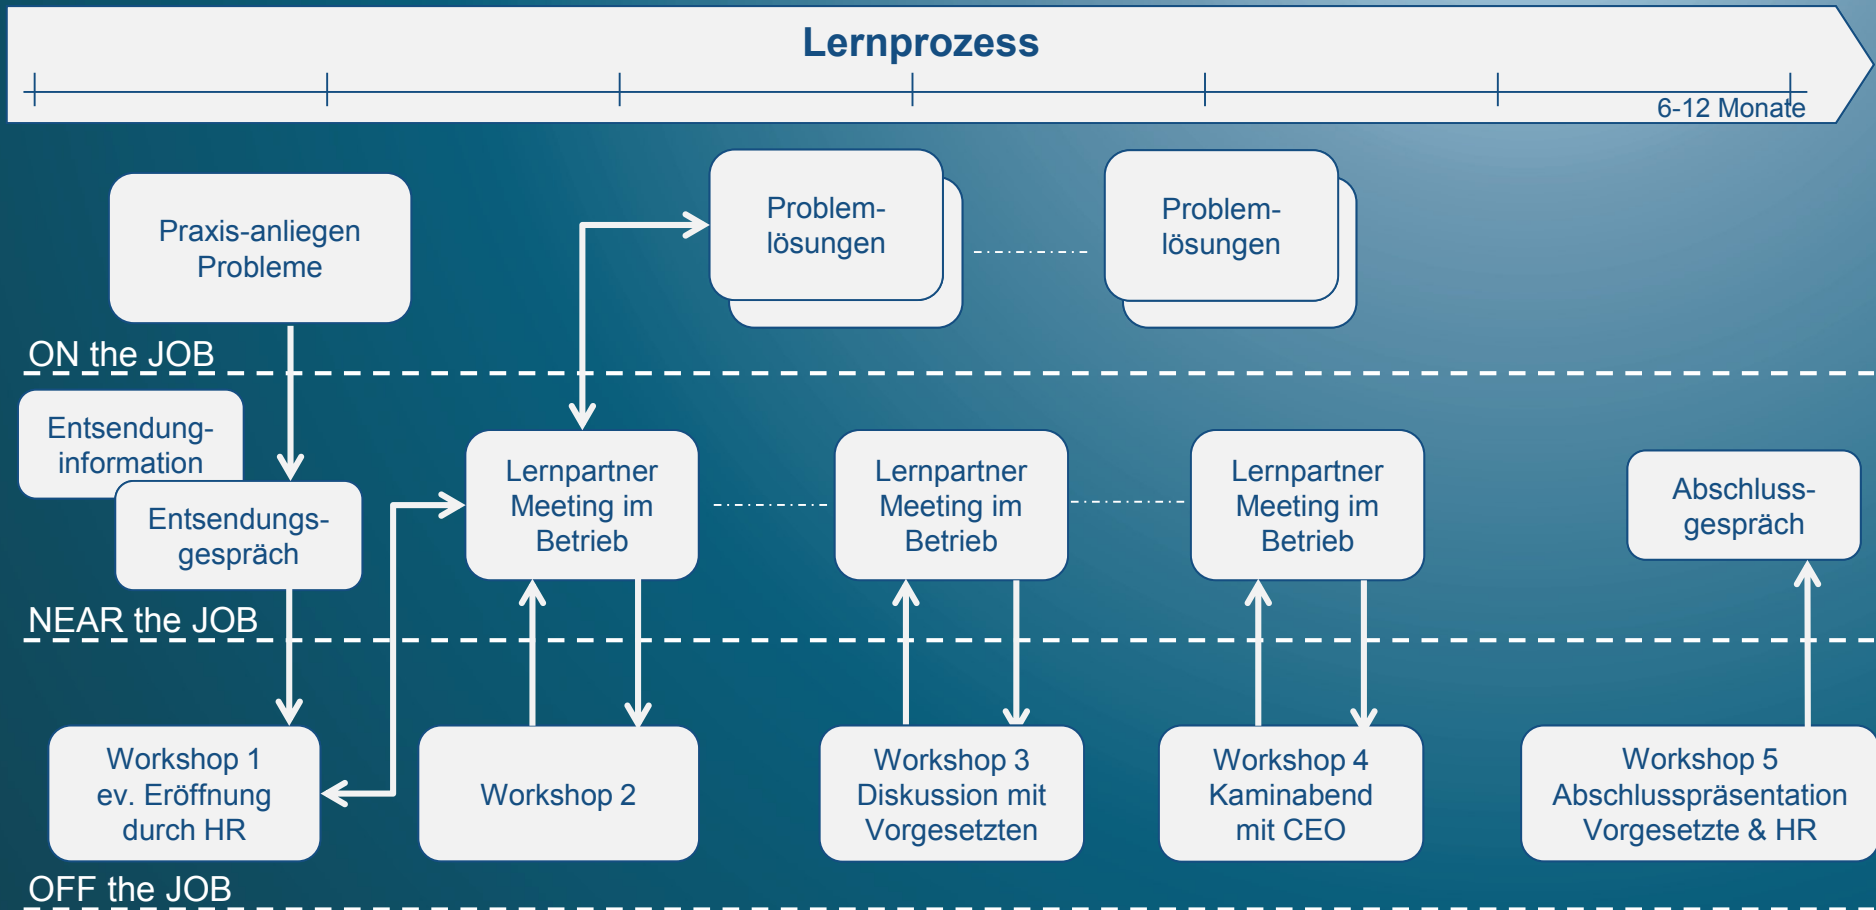 Lernprozess
6-12 Monate
Praxis-anliegen
Probleme
Problem-
lösungen
Problem-
lösungen
ON the JOB
Entsendung-
information
Entsendungs-
gespräch
Lernpartner
Meeting im
Betrieb
Lernpartner
Meeting im
Betrieb
Lernpartner
Meeting im
Betrieb
Abschluss-
gespräch
NEAR the JOB
Workshop 1
ev. Eröffnung
durch HR
Workshop 2
Workshop 3
Diskussion mit
Vorgesetzten
Workshop 4
Kaminabend
mit CEO
Workshop 5
Abschlusspräsentation
Vorgesetzte & HR
OFF the JOB